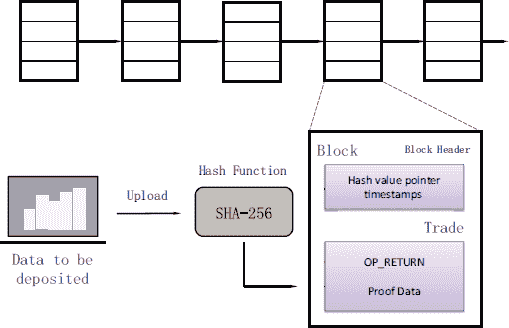 Block
Block Header
Hash value pointer
timestamps
Hash Function
Upload
SHA-256
Trade
Data to be
deposited
OP_RETURN
Proof Data